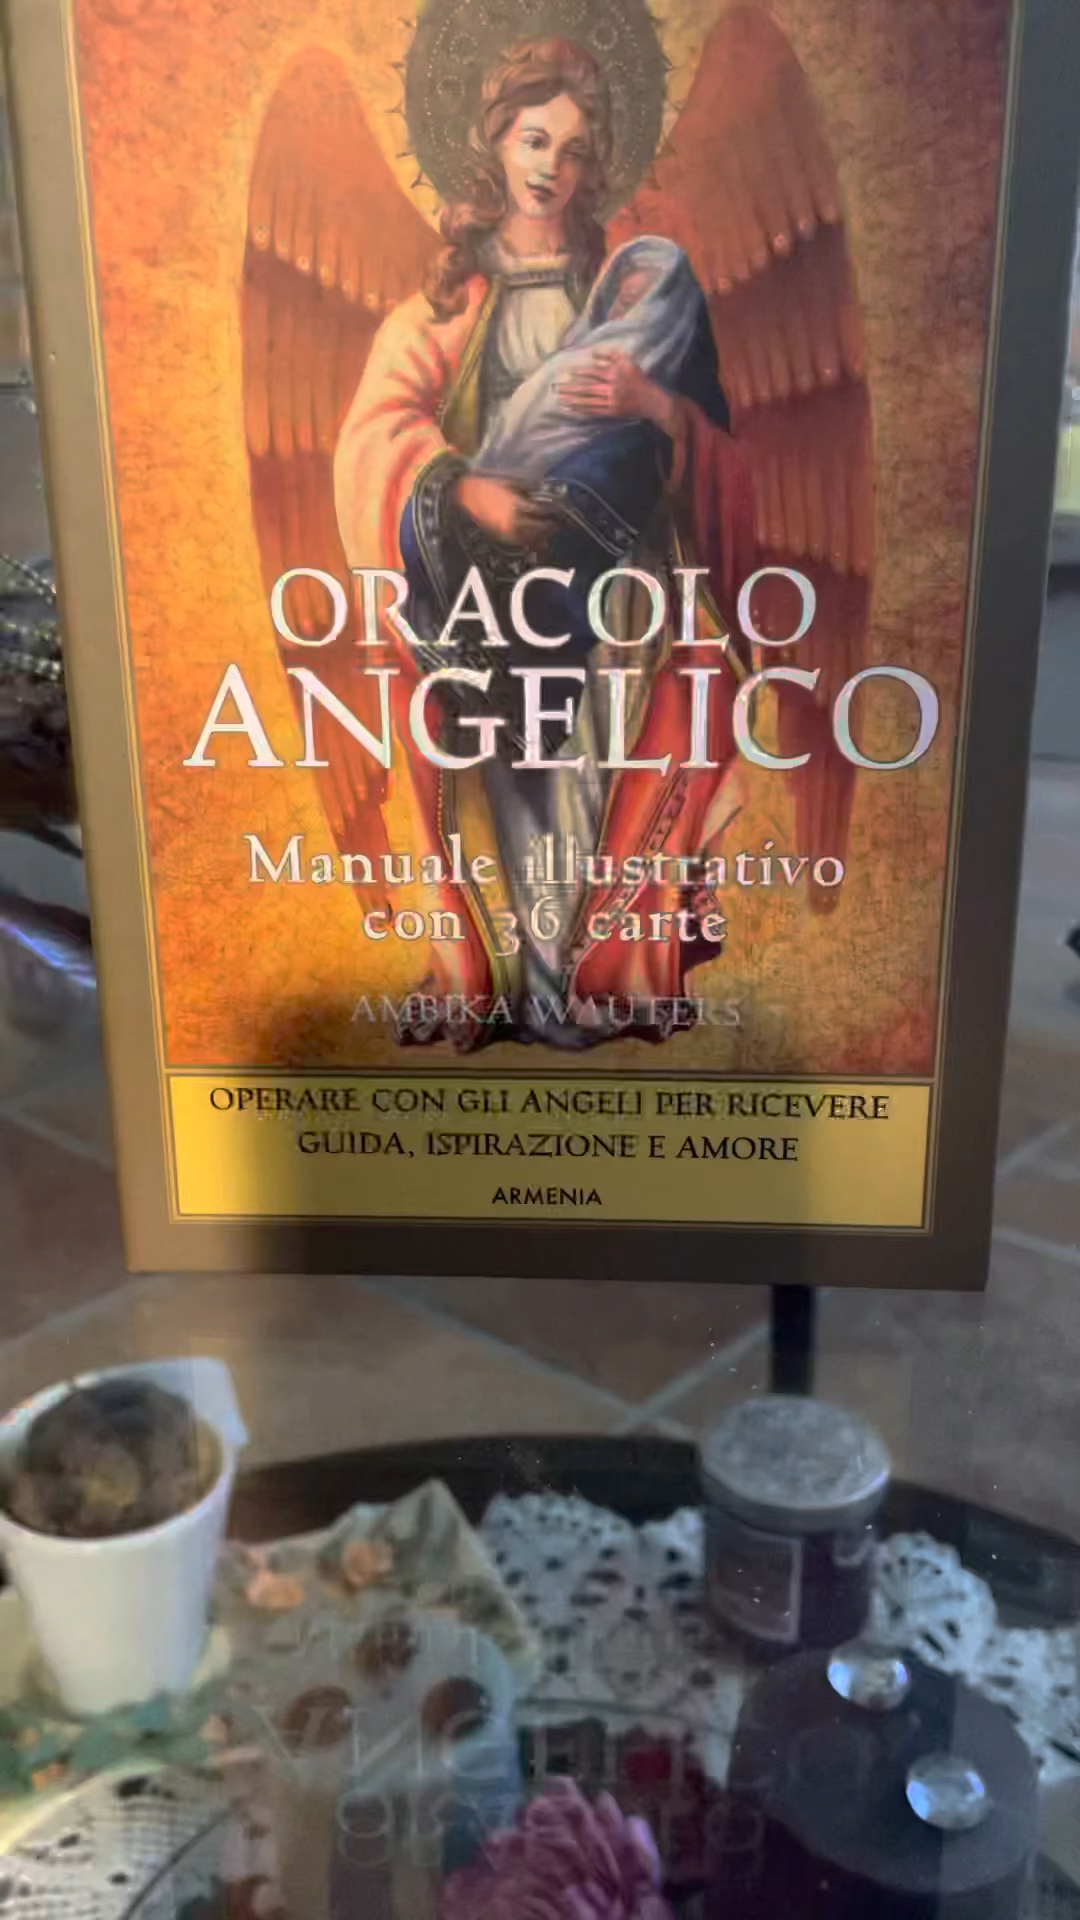 ORACOLO
ANGELICO
Manuale illustrativo
con 36 carte
AMBIKA WAUTERS
OPERARE CON GLI ANGELI PER RICEVERE
GUIDA, ISPIRAZIONE E AMORE
ARMENIA